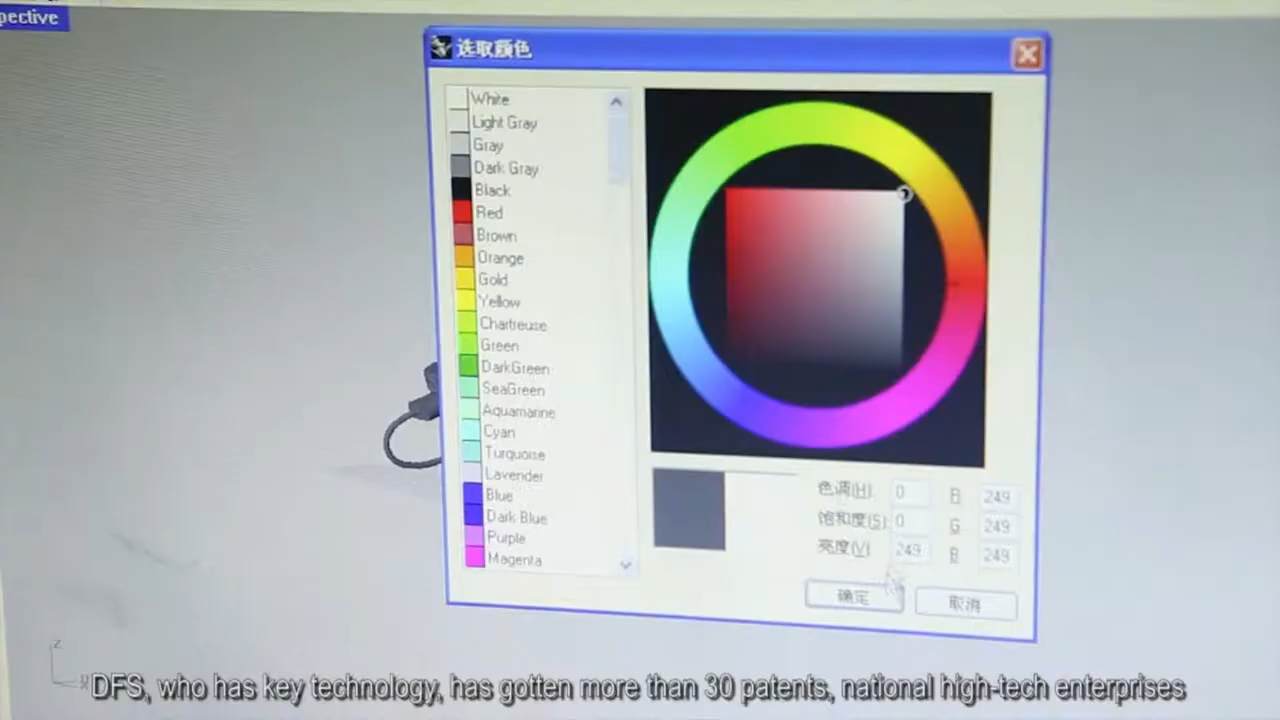 pective
选取颜色
White
Light Gray
Gray
Dark Gray
Black
Red
Brown
Orange
Gold
Yellow
Chartreuse
Green
DarkGreen
SeaGreen
Aquamarine
Cyan
Turquoise
Lavender
Blue
Dark Blue
Purple
Magenta
色调(H): 0 R 249
饱和度(S): 0 G 249
亮度(V) 249 B 249
确定 取消
z
DFS, who has key technology, has gotten more than 30 patents, national high-tech enterprises